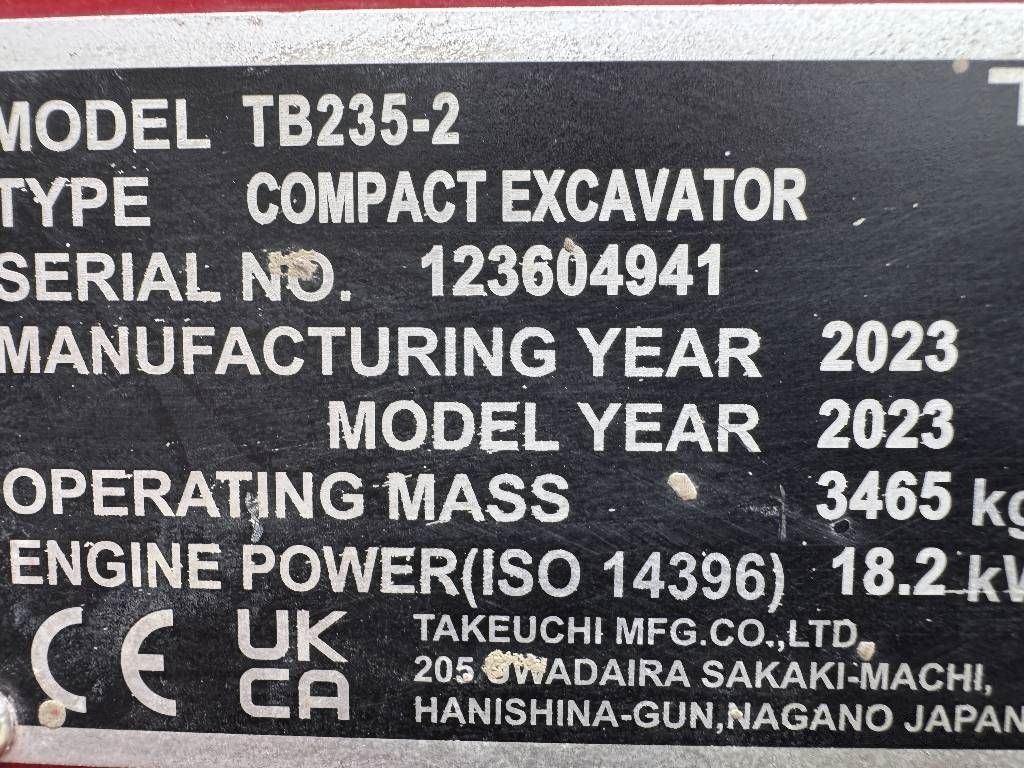 MODEL TB235-2
TYPE COMPACT EXCAVATOR
SERIAL NO. 123604941
MANUFACTURING YEAR 2023
MODEL YEAR 2023
OPERATING MASS 3465 kg
ENGINE POWER(ISO 14396) 18.2 kW
CE UK CA
TAKEUCHI MFG.CO.,LTD.
205 UWADAIRA SAKAKI-MACHI,
HANISHINA-GUN,NAGANO JAPAN